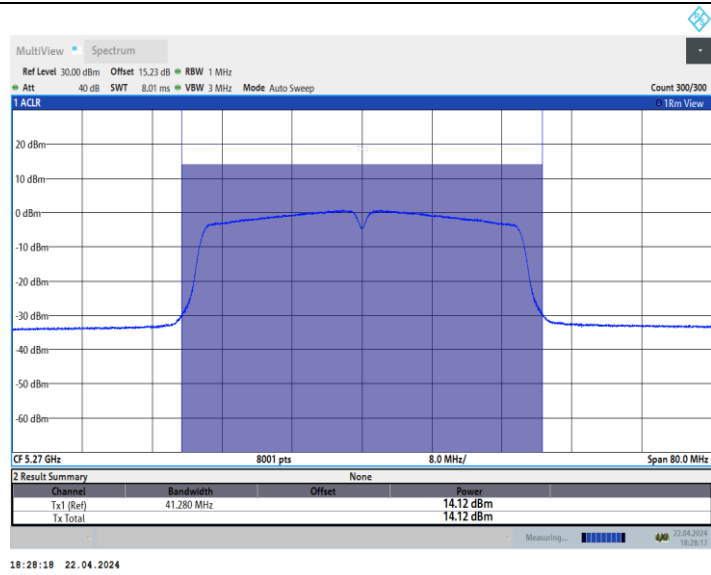 MultiView Spectrum
Ref Level 30.00 dBm Offset 15.23 dB RBW 1 MHz
Att 40 dB SWT 8.01 ms VBW 3 MHz Mode Auto Sweep Count 300/300
1 ACLR 1Rm View
20 dBm
10 dBm
0 dBm
-10 dBm
-20 dBm
-30 dBm
-40 dBm
-50 dBm
-60 dBm
CF 5.27 GHz 8001 pts 8.0 MHz/ Span 80.0 MHz
2 Result Summary None
Channel Bandwidth Offset Power
Tx1 (Ref) 41.280 MHz 14.12 dBm
Tx Total 14.12 dBm
Measuring... 22.04.2024
18:28:17
18:28:18 22.04.2024